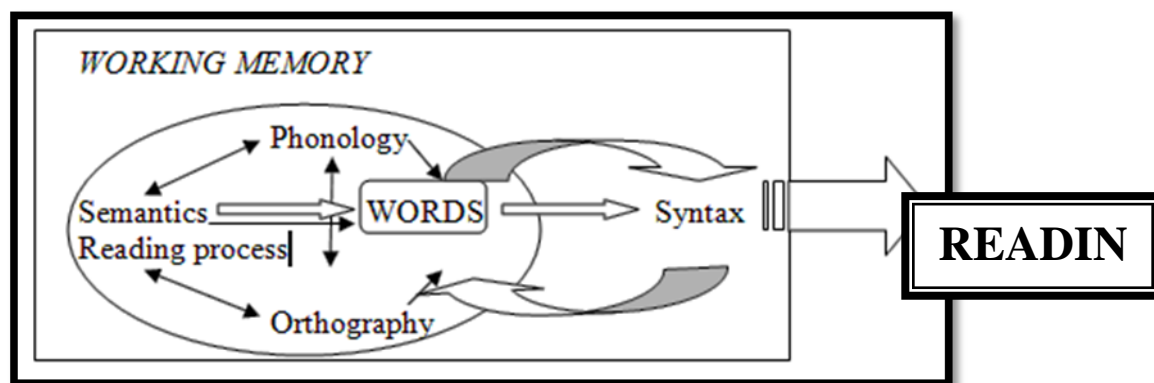 WORKING MEMORY
Phonology
Semantics
WORDS
Syntax
Reading process
READIN
Orthography